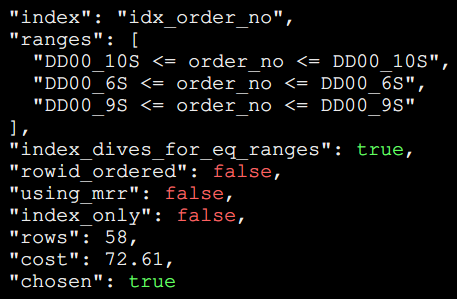 "index": "idx_order_no",
"ranges": [
"DD00_10S <= order_no <= DD00_10S",
"DD00_6S <= order_no <= DD00_6S",
"DD00_9S <= order_no <= DD00_9S"
],
"index_dives_for_eq_ranges": true,
"rowid_ordered": false,
"using_mrr": false,
"index_only": false,
"rows": 58,
"cost": 72.61,
"chosen": true